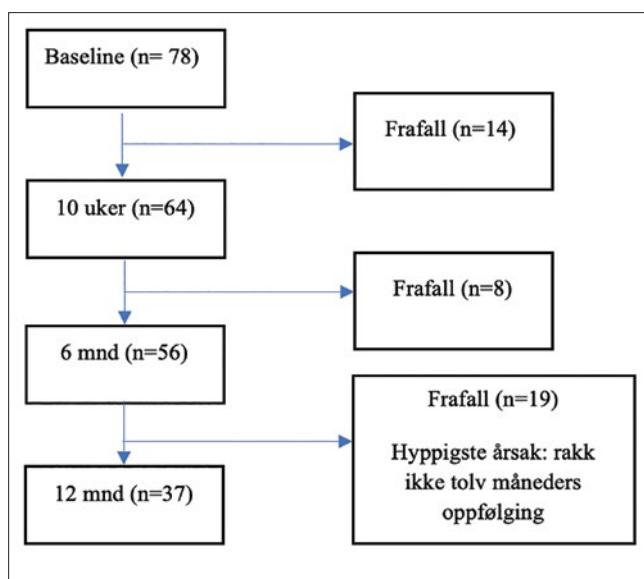 Baseline (n= 78)
Frafall (n=14)
10 uker (n=64)
Frafall (n=8)
6 mnd (n=56)
Frafall (n=19)
Hyppigste årsak: rakk
ikke tolv måneders
oppfølging
12 mnd (n=37)